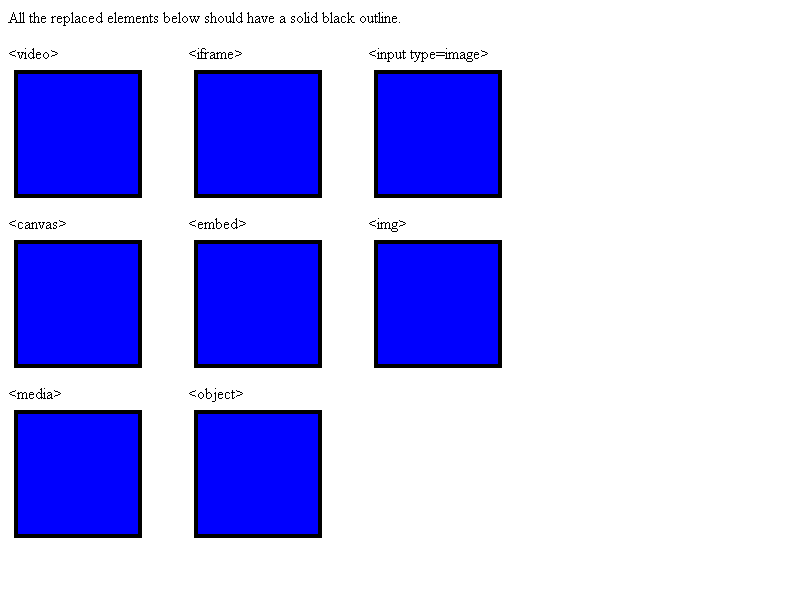 All the replaced elements below should have a solid black outline.
<video> <iframe> <input type=image>
<canvas> <embed> <img>
<media> <object>